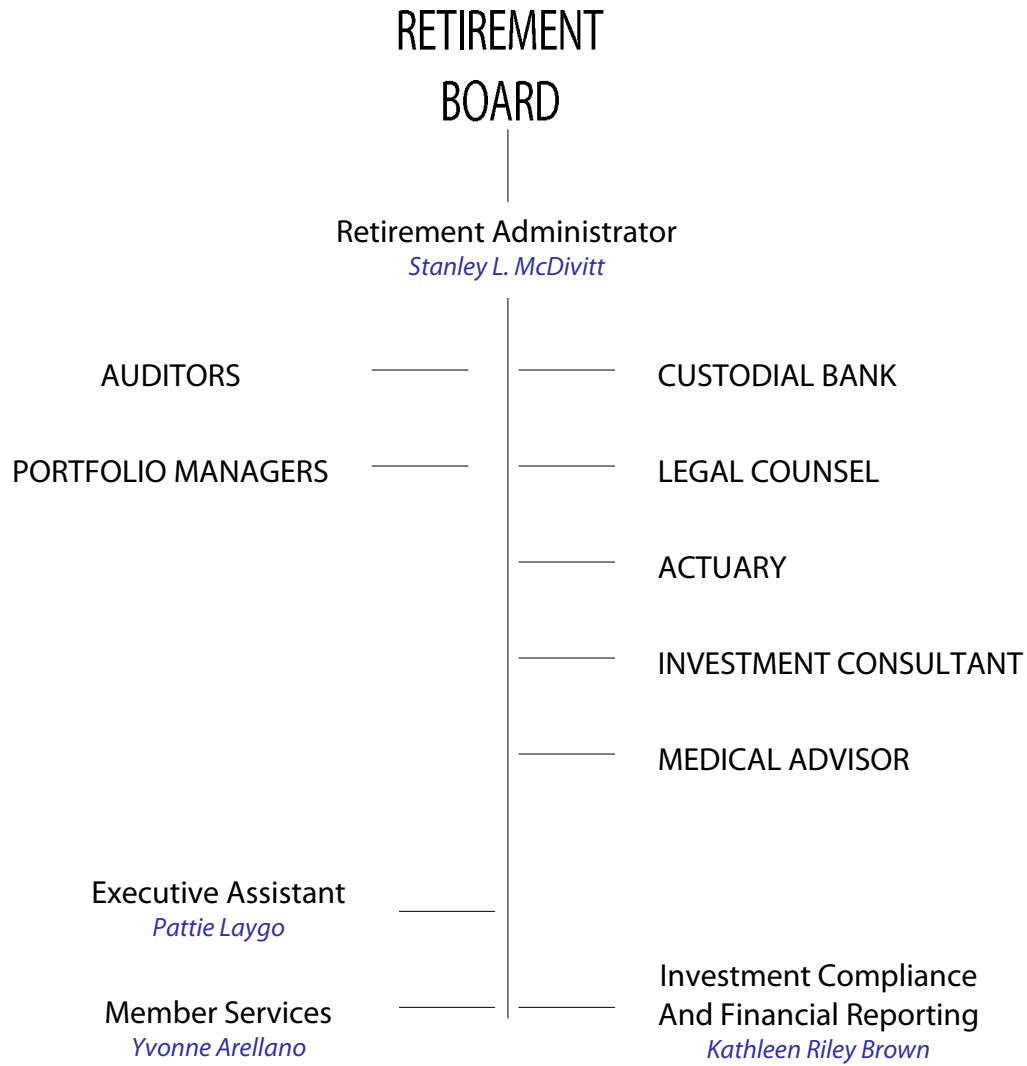 RETIREMENT
BOARD
Retirement Administrator
Stanley L. McDivitt
AUDITORS
CUSTODIAL BANK
PORTFOLIO MANAGERS
LEGAL COUNSEL
ACTUARY
INVESTMENT CONSULTANT
MEDICAL ADVISOR
Executive Assistant
Pattie Laygo
Member Services
Yvonne Arellano
Investment Compliance
And Financial Reporting
Kathleen Riley Brown